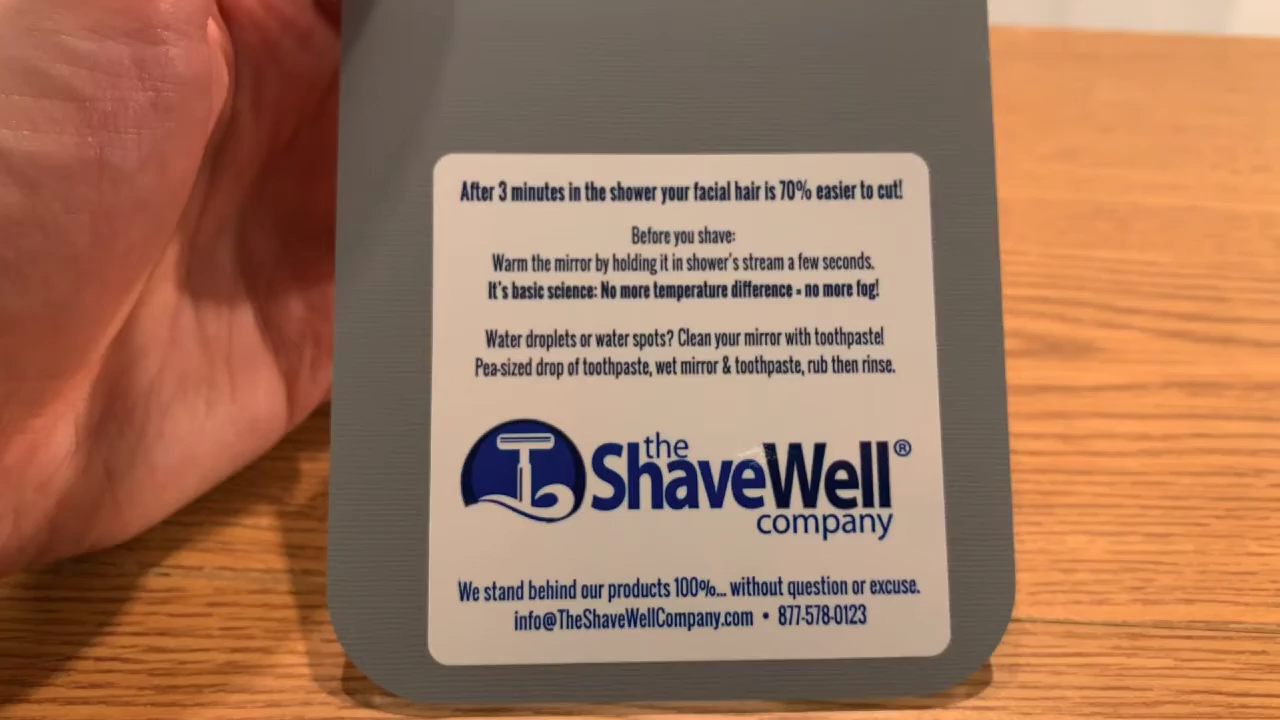 After 3 minutes in the shower your facial hair is 70% easier to cut!
Before you shave:
Warm the mirror by holding it in shower's stream a few seconds.
It's basic science: No more temperature difference = no more fog!
Water droplets or water spots? Clean your mirror with toothpaste!
Pea-sized drop of toothpaste, wet mirror & toothpaste, rub then rinse.
the
ShaveWell®
company
We stand behind our products 100%... without question or excuse.
info@TheShaveWellCompany.com • 877-578-0123